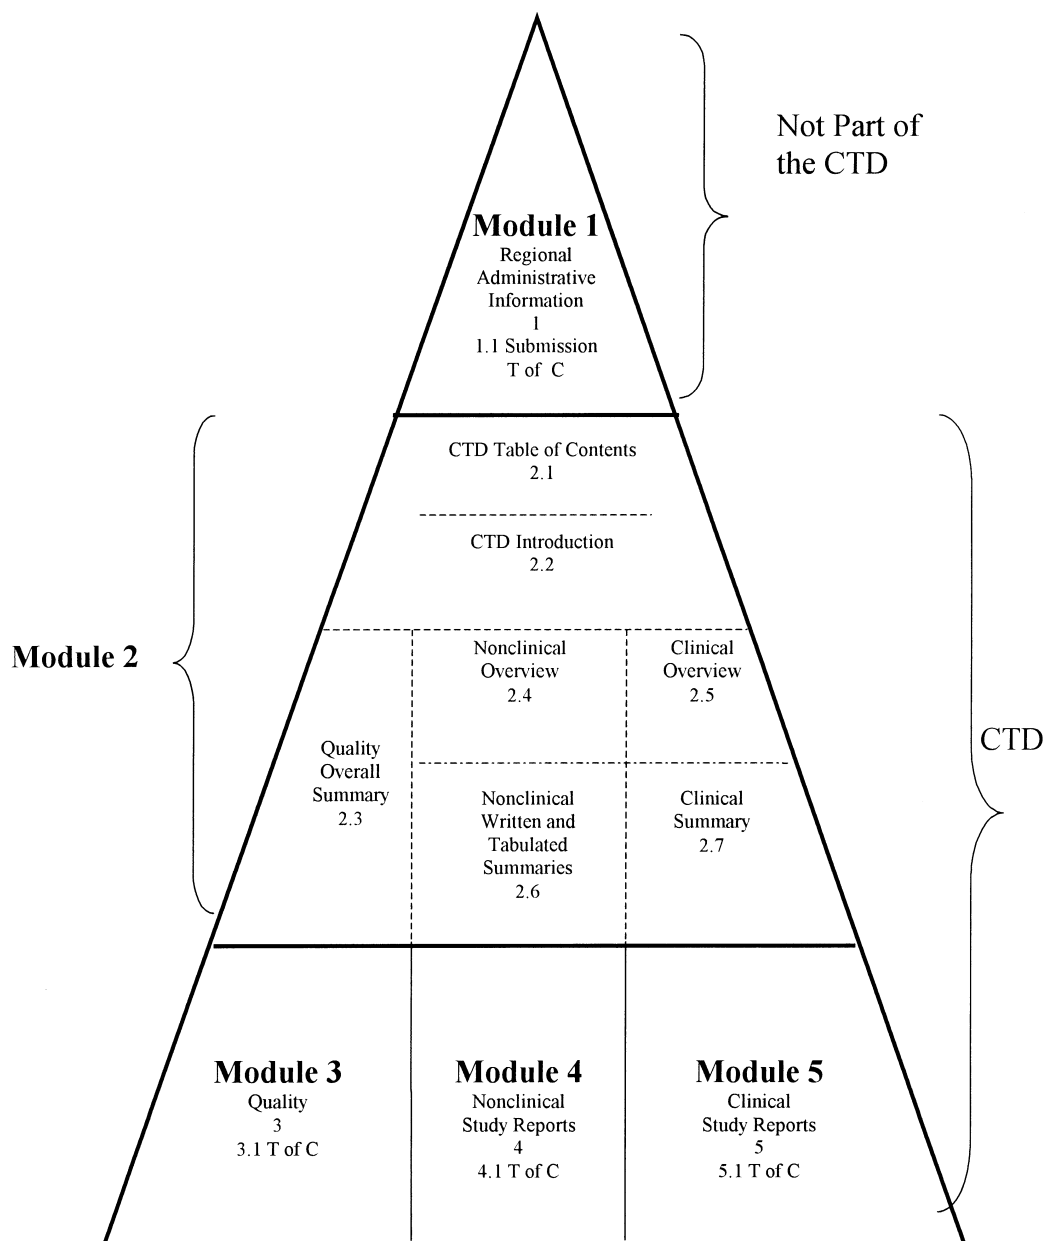 Not Part of
the CTD
Module 1
Regional
Administrative
Information
1
1.1 Submission
T of C
CTD Table of Contents
2.1
CTD Introduction
2.2
Module 2
Nonclinical
Overview
2.4
Clinical
Overview
2.5
CTD
Quality
Overall
Summary
2.3
Nonclinical
Written and
Tabulated
Summaries
2.6
Clinical
Summary
2.7
Module 3
Quality
3
3.1 T of C
Module 4
Nonclinical
Study Reports
4
4.1 T of C
Module 5
Clinical
Study Reports
5
5.1 T of C